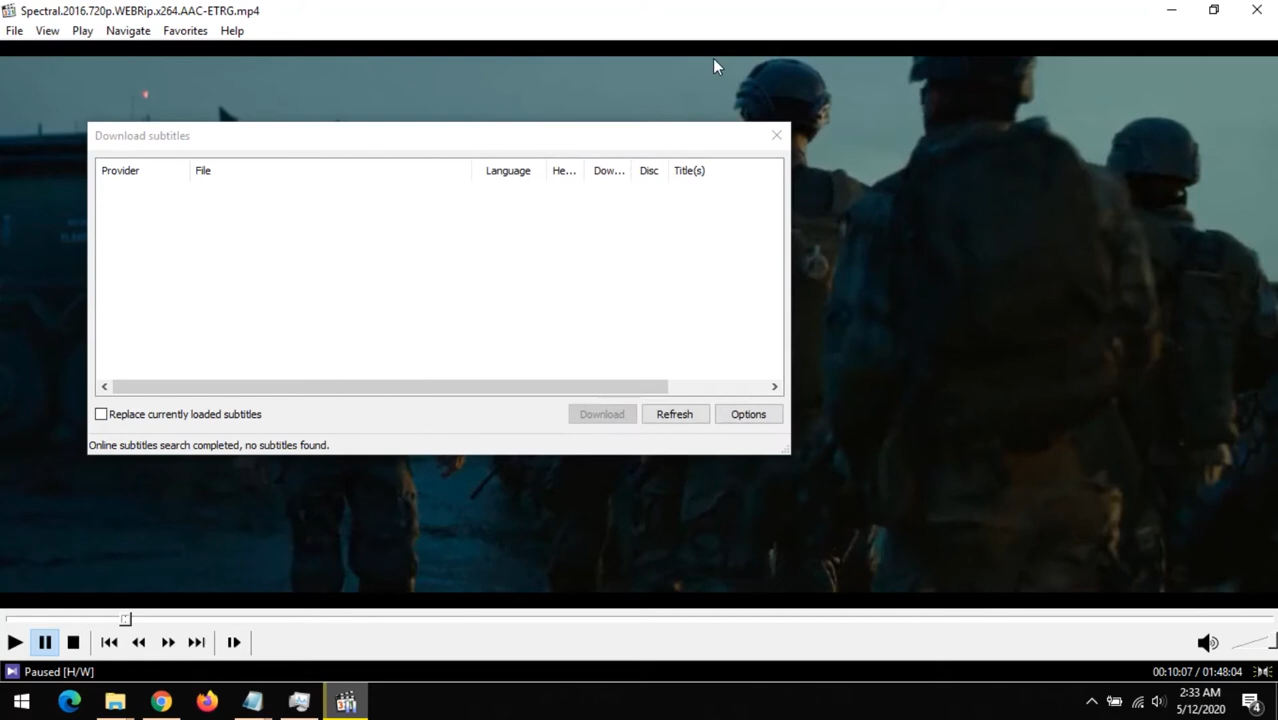 Spectral.2016.720p.WEBRip.x264.AAC-ETRG.mp4
File View Play Navigate Favorites Help
Download subtitles
Provider File Language He... Dow... Disc Title(s)
Replace currently loaded subtitles Download Refresh Options
Online subtitles search completed, no subtitles found.
Paused [H/W] 00:10:07 / 01:48:04
2:33 AM
5/12/2020
4